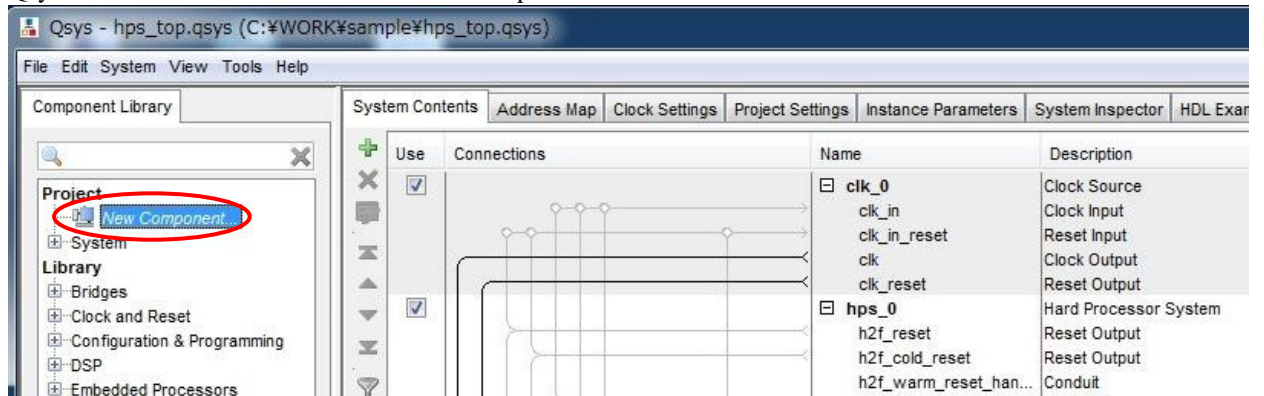 Qsys - hps_top.qsys (C:¥WORK¥sample¥hps_top.qsys)
File Edit System View Tools Help
Component Library
System Contents Address Map Clock Settings Project Settings Instance Parameters System Inspector HDL Exam
Use Connections Name Description
Project
New Component...
System
Library
Bridges
Clock and Reset
Configuration & Programming
DSP
Embedded Processors
clk_0 Clock Source
clk_in Clock Input
clk_in_reset Reset Input
clk Clock Output
clk_reset Reset Output
hps_0 Hard Processor System
h2f_reset Reset Output
h2f_cold_reset Reset Output
h2f_warm_reset_han... Conduit